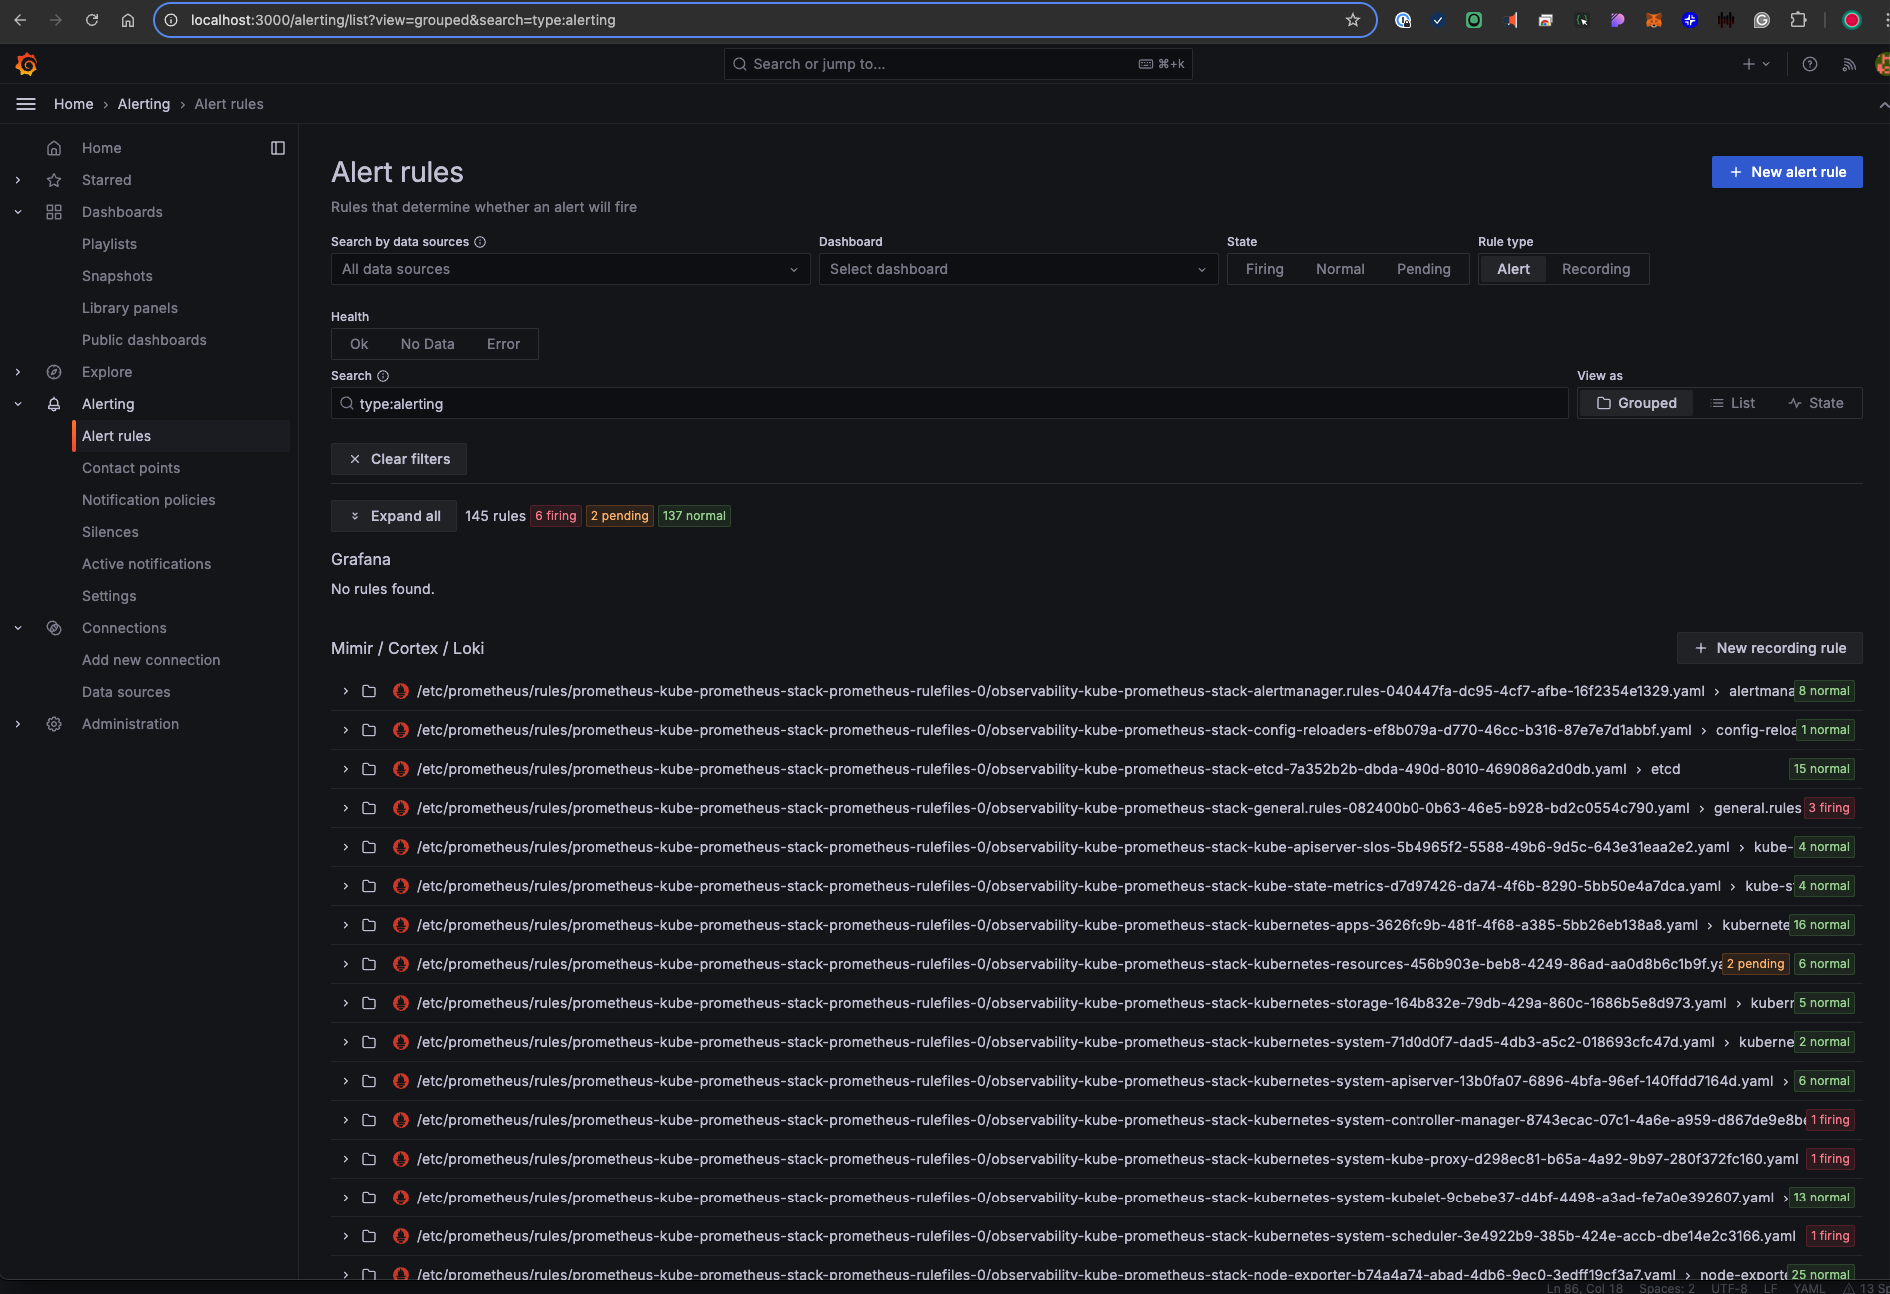 localhost:3000/alerting/list?view=grouped&search=type:alerting
Search or jump to... ⌘+k
Home › Alerting › Alert rules
Home
Starred
Dashboards
Playlists
Snapshots
Library panels
Public dashboards
Explore
Alerting
Alert rules
Contact points
Notification policies
Silences
Active notifications
Settings
Connections
Add new connection
Data sources
Administration
Alert rules
+ New alert rule
Rules that determine whether an alert will fire
Search by data sources
All data sources
Dashboard
Select dashboard
State
Firing Normal Pending
Rule type
Alert Recording
Health
Ok No Data Error
Search
type:alerting
View as
Grouped List State
Clear filters
Expand all 145 rules 6 firing 2 pending 137 normal
Grafana
No rules found.
Mimir / Cortex / Loki
+ New recording rule
/etc/prometheus/rules/prometheus-kube-prometheus-stack-prometheus-rulefiles-0/observability-kube-prometheus-stack-alertmanager.rules-040447fa-dc95-4cf7-afbe-16f2354e1329.yaml › alertmana 8 normal
/etc/prometheus/rules/prometheus-kube-prometheus-stack-prometheus-rulefiles-0/observability-kube-prometheus-stack-config-reloaders-ef8b079a-d770-46cc-b316-87e7e7d1abbf.yaml › config-reloa 1 normal
/etc/prometheus/rules/prometheus-kube-prometheus-stack-prometheus-rulefiles-0/observability-kube-prometheus-stack-etcd-7a352b2b-dbda-490d-8010-469086a2d0db.yaml › etcd 15 normal
/etc/prometheus/rules/prometheus-kube-prometheus-stack-prometheus-rulefiles-0/observability-kube-prometheus-stack-general.rules-082400b0-0b63-46e5-b928-bd2c0554c790.yaml › general.rules 3 firing
/etc/prometheus/rules/prometheus-kube-prometheus-stack-prometheus-rulefiles-0/observability-kube-prometheus-stack-kube-apiserver-slos-5b4965f2-5588-49b6-9d5c-643e31eaa2e2.yaml › kube- 4 normal
/etc/prometheus/rules/prometheus-kube-prometheus-stack-prometheus-rulefiles-0/observability-kube-prometheus-stack-kube-state-metrics-d7d97426-da74-4f6b-8290-5bb50e4a7dca.yaml › kube-s 4 normal
/etc/prometheus/rules/prometheus-kube-prometheus-stack-prometheus-rulefiles-0/observability-kube-prometheus-stack-kubernetes-apps-3626fc9b-481f-4f68-a385-5bb26eb138a8.yaml › kubernete 16 normal
/etc/prometheus/rules/prometheus-kube-prometheus-stack-prometheus-rulefiles-0/observability-kube-prometheus-stack-kubernetes-resources-456b903e-beb8-4249-86ad-aa0d8b6c1b9f.ya 2 pending 6 normal
/etc/prometheus/rules/prometheus-kube-prometheus-stack-prometheus-rulefiles-0/observability-kube-prometheus-stack-kubernetes-storage-164b832e-79db-429a-860c-1686b5e8d973.yaml › kuberr 5 normal
/etc/prometheus/rules/prometheus-kube-prometheus-stack-prometheus-rulefiles-0/observability-kube-prometheus-stack-kubernetes-system-71d0d0f7-dad5-4db3-a5c2-018693cfc47d.yaml › kuberne 2 normal
/etc/prometheus/rules/prometheus-kube-prometheus-stack-prometheus-rulefiles-0/observability-kube-prometheus-stack-kubernetes-system-apiserver-13b0fa07-6896-4bfa-96ef-140ffdd7164d.yaml › 6 normal
/etc/prometheus/rules/prometheus-kube-prometheus-stack-prometheus-rulefiles-0/observability-kube-prometheus-stack-kubernetes-system-controller-manager-8743ecac-07c1-4a6e-a959-d867de9e8b 1 firing
/etc/prometheus/rules/prometheus-kube-prometheus-stack-prometheus-rulefiles-0/observability-kube-prometheus-stack-kubernetes-system-kube-proxy-d298ec81-b65a-4a92-9b97-280f372fc160.yaml 1 firing
/etc/prometheus/rules/prometheus-kube-prometheus-stack-prometheus-rulefiles-0/observability-kube-prometheus-stack-kubernetes-system-kubelet-9cbebe37-d4bf-4498-a3ad-fe7a0e392607.yaml › 13 normal
/etc/prometheus/rules/prometheus-kube-prometheus-stack-prometheus-rulefiles-0/observability-kube-prometheus-stack-kubernetes-system-scheduler-3e4922b9-385b-424e-accb-dbe14e2c3166.yaml 1 firing
/etc/prometheus/rules/prometheus-kube-prometheus-stack-prometheus-rulefiles-0/observability-kube-prometheus-stack-node-exporter-b74a4a74-abad-4db6-9ec0-3edff19cf3a7.yaml › node-exporte 25 normal
Ln 86, Col 18 Spaces: 2 UTF-8 LF YAML 13 Sp